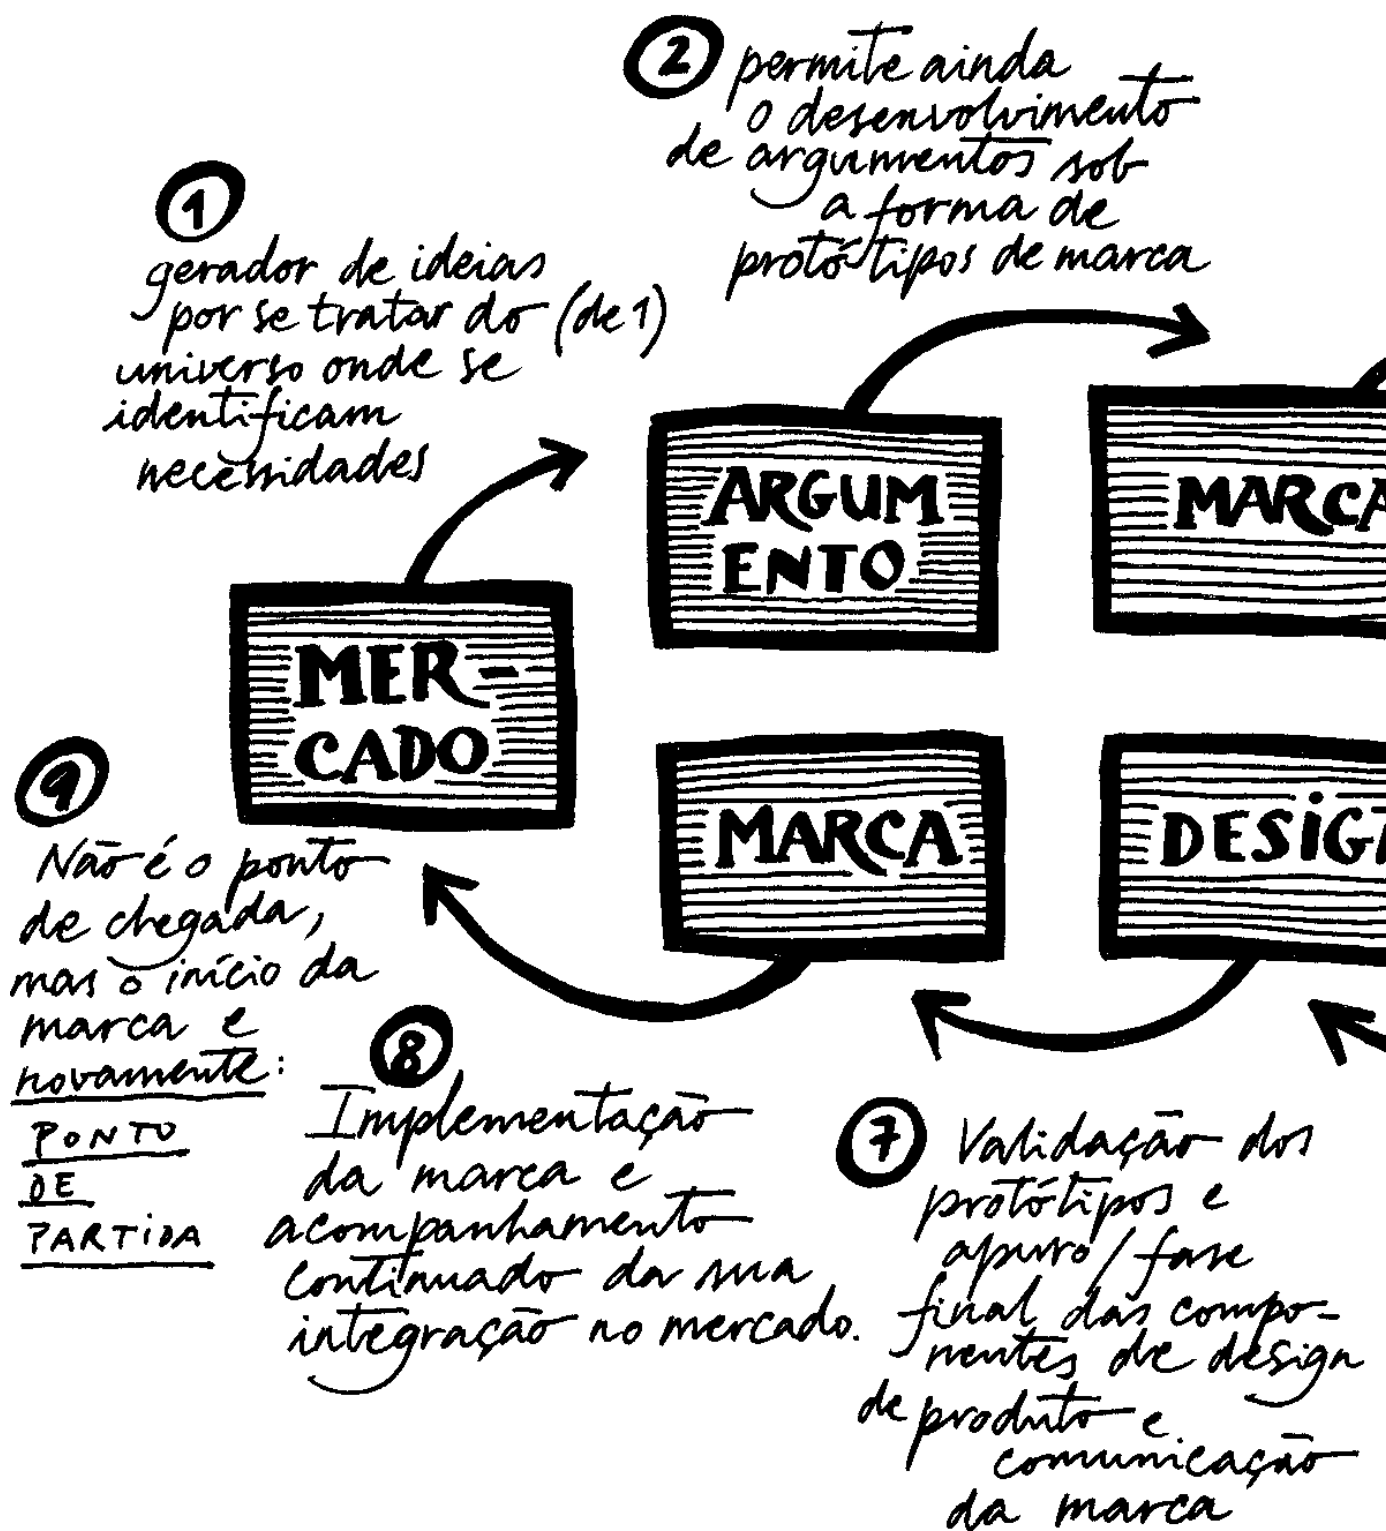 1
gerador de ideias
por se tratar do (de 1)
universo onde se
identificam
necessidades
2
permite ainda
o desenvolvimento
de argumentos sob
a forma de
protótipos de marca
ARGUM
ENTO
MARCA
MER-
CADO
MARCA
DESIG
9
Não é o ponto
de chegada,
mas o início da
marca e
novamente:
PONTO
DE
PARTIDA
8
Implementação
da marca e
acompanhamento
continuado da sua
integração no mercado.
7
Validação dos
protótipos e
apuro / fase
final das compo-
nentes de design
de produto e
comunicação
da marca